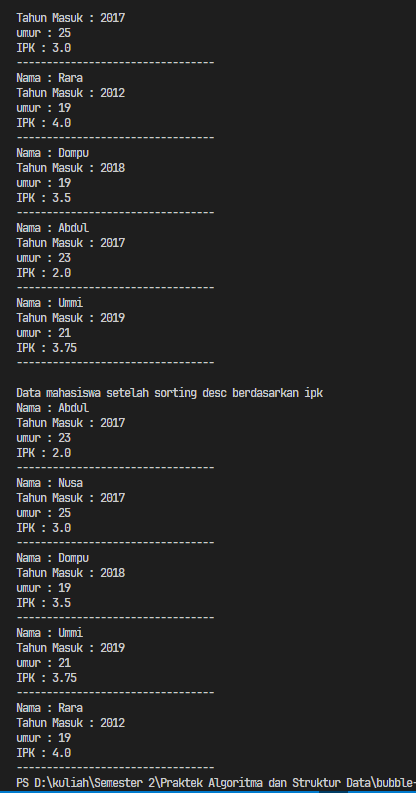 Tahun Masuk : 2017
umur : 25
IPK : 3.0
---------------------------------
Nama : Rara
Tahun Masuk : 2012
umur : 19
IPK : 4.0
---------------------------------
Nama : Dompu
Tahun Masuk : 2018
umur : 19
IPK : 3.5
---------------------------------
Nama : Abdul
Tahun Masuk : 2017
umur : 23
IPK : 2.0
---------------------------------
Nama : Ummi
Tahun Masuk : 2019
umur : 21
IPK : 3.75
---------------------------------
Data mahasiswa setelah sorting desc berdasarkan ipk
Nama : Abdul
Tahun Masuk : 2017
umur : 23
IPK : 2.0
---------------------------------
Nama : Nusa
Tahun Masuk : 2017
umur : 25
IPK : 3.0
---------------------------------
Nama : Dompu
Tahun Masuk : 2018
umur : 19
IPK : 3.5
---------------------------------
Nama : Ummi
Tahun Masuk : 2019
umur : 21
IPK : 3.75
---------------------------------
Nama : Rara
Tahun Masuk : 2012
umur : 19
IPK : 4.0
---------------------------------
PS D:\kuliah\Semester 2\Praktek Algoritma dan Struktur Data\bubble-